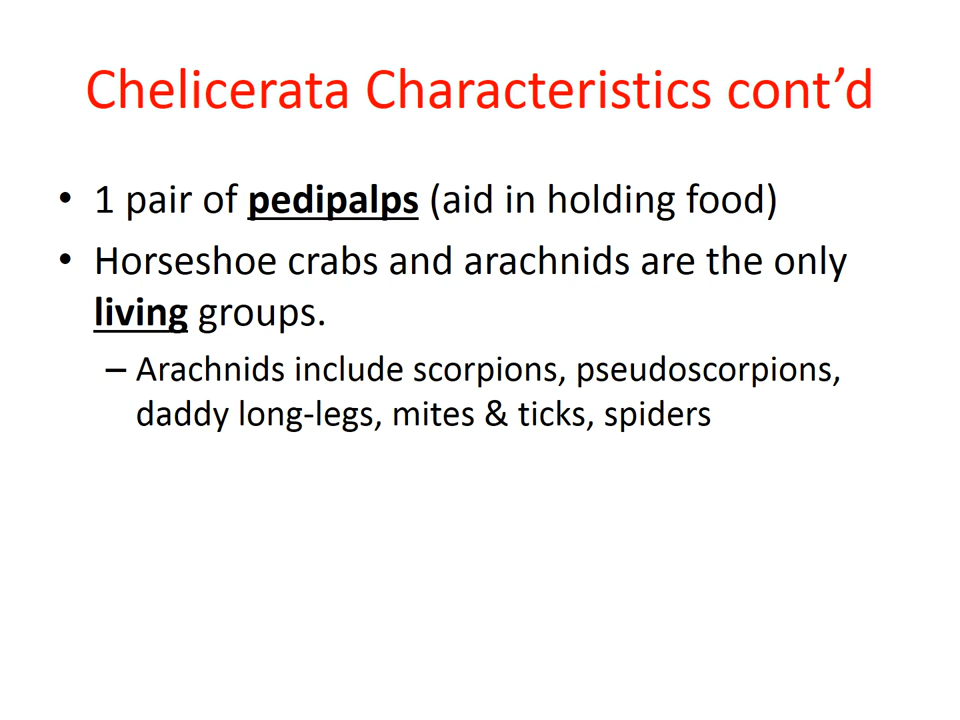 Chelicerata Characteristics cont’d
• 1 pair of pedipalps (aid in holding food)
• Horseshoe crabs and arachnids are the only
living groups.
– Arachnids include scorpions, pseudoscorpions,
daddy long-legs, mites & ticks, spiders